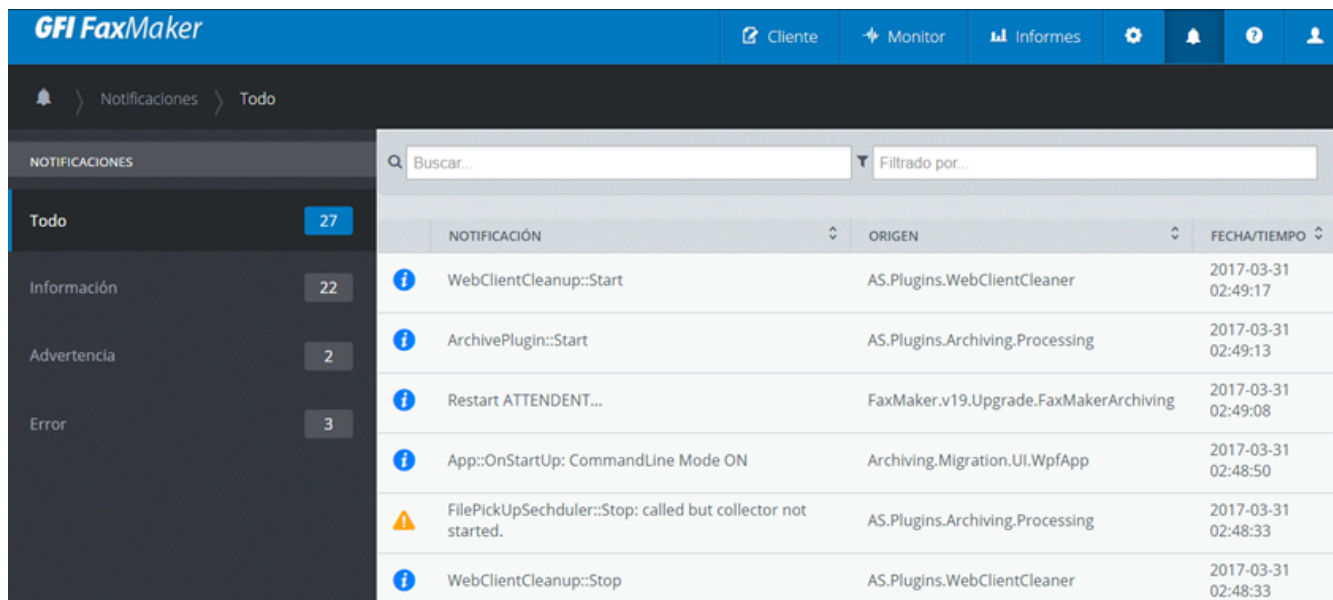 GFI FaxMaker
Cliente
Monitor
Informes
Notificaciones
Todo
NOTIFICACIONES
Buscar...
Filtrado por...
Todo 27
Información 22
Advertencia 2
Error 3
NOTIFICACIÓN ORIGEN FECHA/TIEMPO
WebClientCleanup::Start AS.Plugins.WebClientCleaner 2017-03-31
02:49:17
ArchivePlugin::Start AS.Plugins.Archiving.Processing 2017-03-31
02:49:13
Restart ATTENDENT... FaxMaker.v19.Upgrade.FaxMakerArchiving 2017-03-31
02:49:08
App::OnStartUp: CommandLine Mode ON Archiving.Migration.UI.WpfApp 2017-03-31
02:48:50
FilePickUpSechduler::Stop: called but collector not
started.
AS.Plugins.Archiving.Processing 2017-03-31
02:48:33
WebClientCleanup::Stop AS.Plugins.WebClientCleaner 2017-03-31
02:48:33